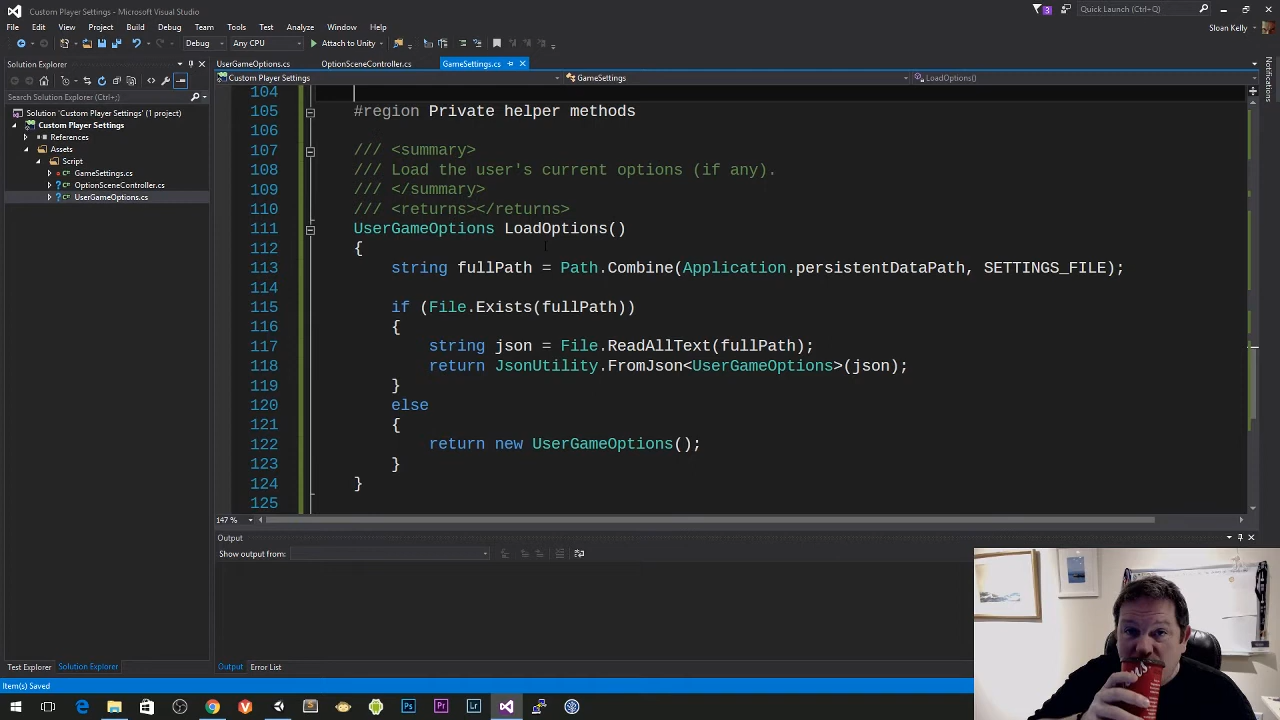 Custom Player Settings - Microsoft Visual Studio
3
Quick Launch (Ctrl+Q)
File Edit View Project Build Debug Team Tools Test Analyze Window Help
Sloan Kelly
Debug Any CPU Attach to Unity
Solution Explorer
UserGameOptions.cs OptionSceneController.cs GameSettings.cs
Custom Player Settings GameSettings LoadOptions()
Search Solution Explorer (Ctrl+;)
Solution 'Custom Player Settings' (1 project)
Custom Player Settings
References
Assets
Script
GameSettings.cs
OptionSceneController.cs
UserGameOptions.cs
Notifications
104
105 #region Private helper methods
106
107 /// <summary>
108 /// Load the user's current options (if any).
109 /// </summary>
110 /// <returns></returns>
111 UserGameOptions LoadOptions()
112 {
113 string fullPath = Path.Combine(Application.persistentDataPath, SETTINGS_FILE);
114
115 if (File.Exists(fullPath))
116 {
117 string json = File.ReadAllText(fullPath);
118 return JsonUtility.FromJson<UserGameOptions>(json);
119 }
120 else
121 {
122 return new UserGameOptions();
123 }
124 }
125
147 %
Output
Show output from:
Test Explorer Solution Explorer Output Error List
Item(s) Saved
Ps Pr Lr